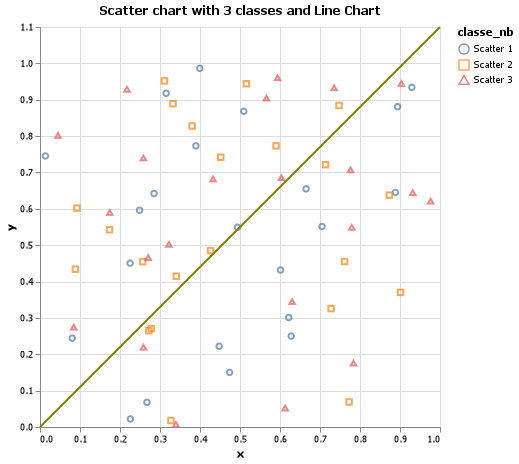 Scatter chart with 3 classes and Line Chart
classe_nb
Scatter 1
Scatter 2
Scatter 3
1.1
1.0
0.9
0.8
0.7
0.6
0.5
0.4
0.3
0.2
0.1
0.0
y
0.0 0.1 0.2 0.3 0.4 0.5 0.6 0.7 0.8 0.9 1.0
x